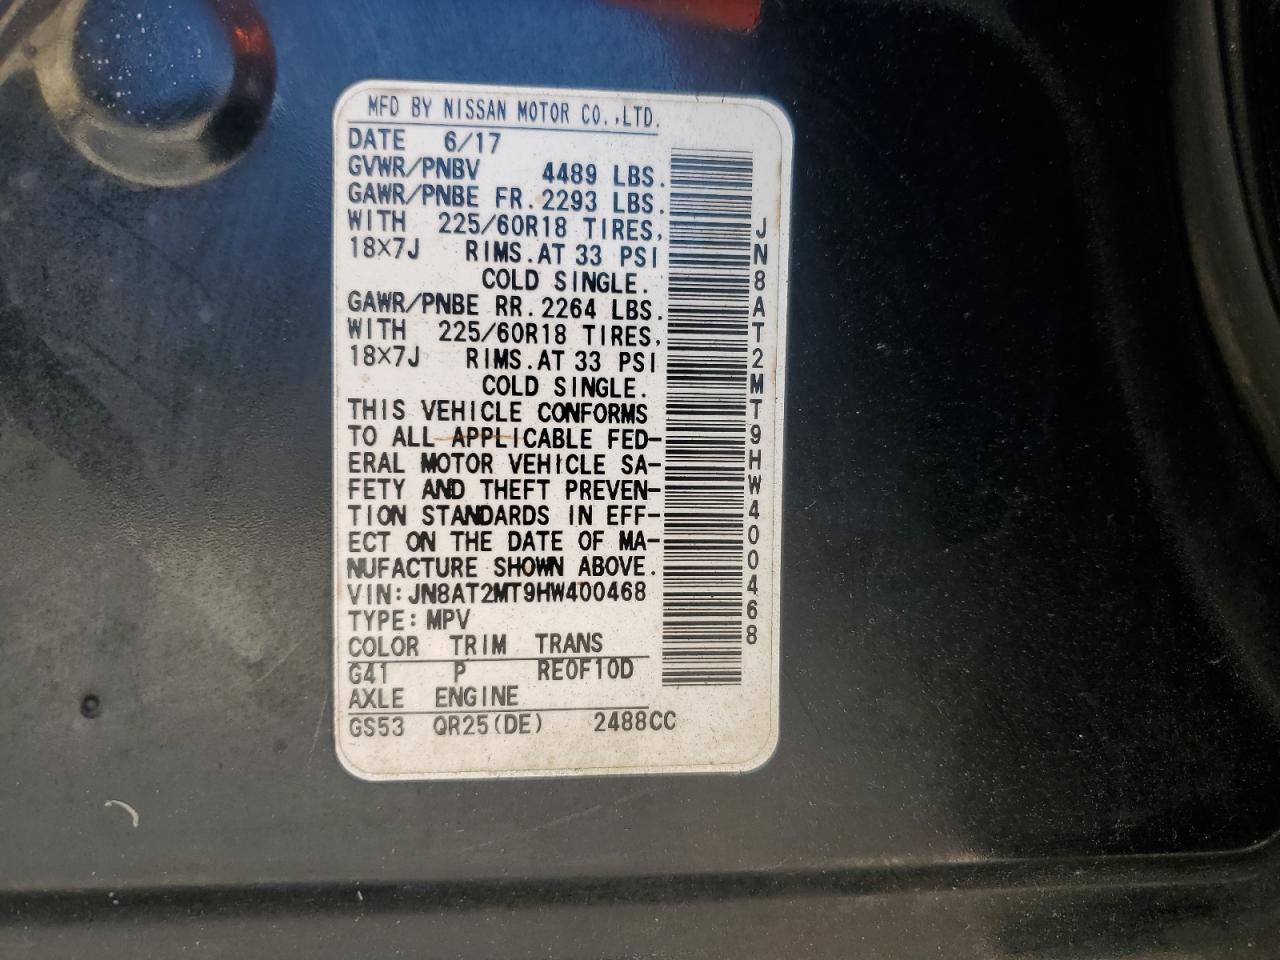 MFD BY NISSAN MOTOR CO.,LTD.
DATE 6/17
GVWR/PNBV 4489 LBS.
GAWR/PNBE FR. 2293 LBS.
WITH 225/60R18 TIRES,
18×7J RIMS. AT 33 PSI
COLD SINGLE.
GAWR/PNBE RR. 2264 LBS.
WITH 225/60R18 TIRES,
18×7J RIMS. AT 33 PSI
COLD SINGLE.
THIS VEHICLE CONFORMS
TO ALL APPLICABLE FED-
ERAL MOTOR VEHICLE SA-
FETY AND THEFT PREVEN-
TION STANDARDS IN EFF-
ECT ON THE DATE OF MA-
NUFACTURE SHOWN ABOVE.
VIN:JN8AT2MT9HW400468
TYPE:MPV
COLOR TRIM TRANS
G41 P RE0F10D
AXLE ENGINE
GS53 QR25(DE) 2488CC
JN8AT2MT9HW400468